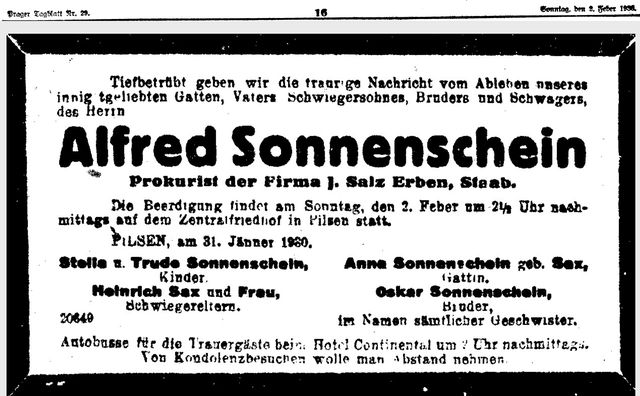 Prager Tagblatt Nr. 29.
16
Sonntag, den 2. Feber 1930.
Tiefbetrübt geben wir die traurige Nachricht vom Ableben unseres
innigstgeliebten Gatten, Vaters Schwiegersohnes, Bruders und Schwagers,
des Herrn
Alfred Sonnenschein
Prokurist der Firma J. Salz Erben, Staab.
Die Beerdigung findet am Sonntag, den 2. Feber um 2½ Uhr nach-
mittags auf dem Zentralfriedhof in Pilsen statt.
PILSEN, am 31. Jänner 1930.
Stella u. Trude Sonnenschein,
Kinder.
Heinrich Sax und Frau,
Schwiegereltern.
20649
Anna Sonnenschein geb. Sax,
Gattin.
Oskar Sonnenschein,
Bruder,
im Namen sämtlicher Geschwister.
Autobusse für die Trauergäste beim Hotel Continental um 2 Uhr nachmittags.
Von Kondolenzbesuchen wolle man Abstand nehmen.